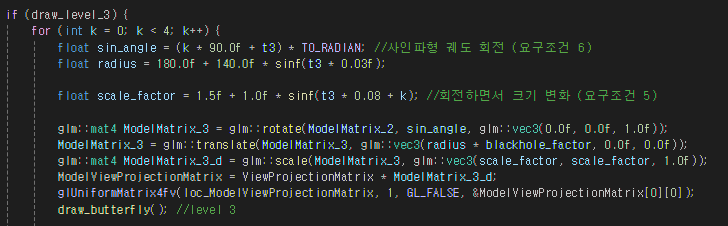 if (draw_level_3) {
for (int k = 0; k < 4; k++) {
float sin_angle = (k * 90.0f + t3) * TO_RADIAN; //사인파형 궤도 회전 (요구조건 6)
float radius = 180.0f + 140.0f * sinf(t3 * 0.03f);
float scale_factor = 1.5f + 1.0f * sinf(t3 * 0.08 + k); //회전하면서 크기 변화 (요구조건 5)
glm::mat4 ModelMatrix_3 = glm::rotate(ModelMatrix_2, sin_angle, glm::vec3(0.0f, 0.0f, 1.0f));
ModelMatrix_3 = glm::translate(ModelMatrix_3, glm::vec3(radius * blackhole_factor, 0.0f, 0.0f));
glm::mat4 ModelMatrix_3_d = glm::scale(ModelMatrix_3, glm::vec3(scale_factor, scale_factor, 1.0f));
ModelViewProjectionMatrix = ViewProjectionMatrix * ModelMatrix_3_d;
glUniformMatrix4fv(loc_ModelViewProjectionMatrix, 1, GL_FALSE, &ModelViewProjectionMatrix[0][0]);
draw_butterfly(); //level 3